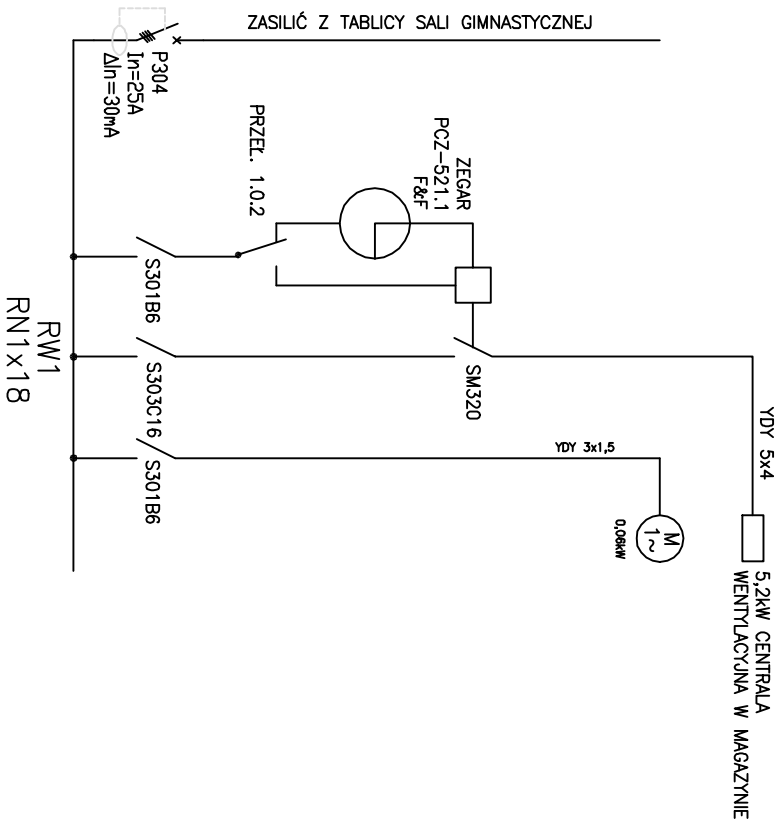 ZASILIĆ Z TABLICY SALI GIMNASTYCZNEJ
P304
In=25A
ΔIn=30mA
PRZEŁ. 1.0.2
ZEGAR
PCZ-521.1
F&F
S301B6
S303C16
S301B6
SM320
RW1
RN1x18
YDY 3x1,5
YDY 5x4
M
1~
0,06kW
5,2kW CENTRALA
WENTYLACYJNA W MAGAZYNIE